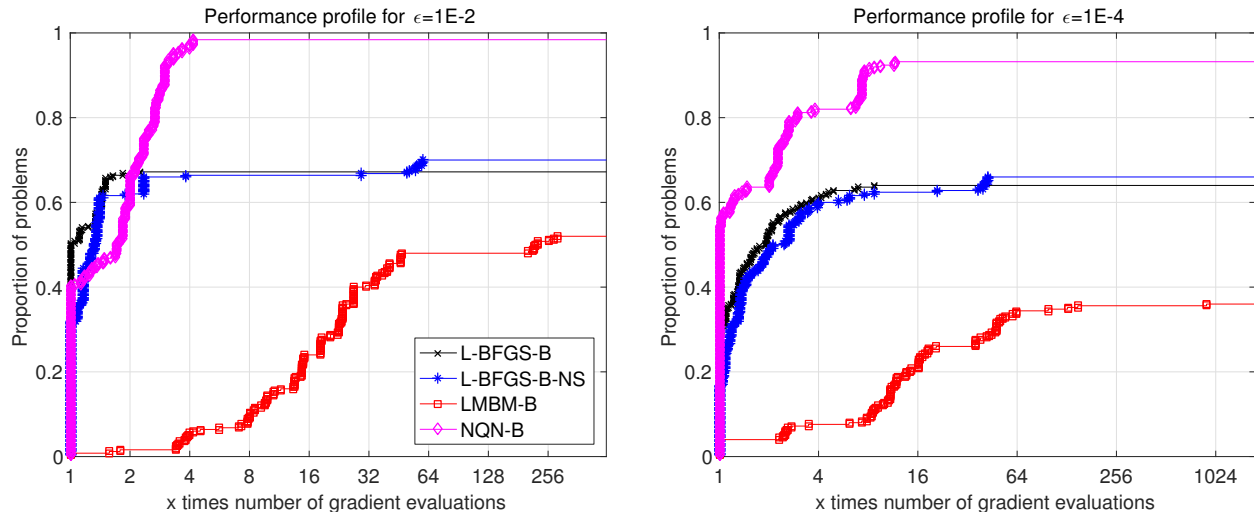 Performance profile for ϵ=1E-2
1
0.8
0.6
0.4
0.2
0
Proportion of problems
1 2 4 8 16 32 64 128 256
x times number of gradient evaluations
L-BFGS-B
L-BFGS-B-NS
LMBM-B
NQN-B
Performance profile for ϵ=1E-4
1
0.8
0.6
0.4
0.2
0
Proportion of problems
1 4 16 64 256 1024
x times number of gradient evaluations